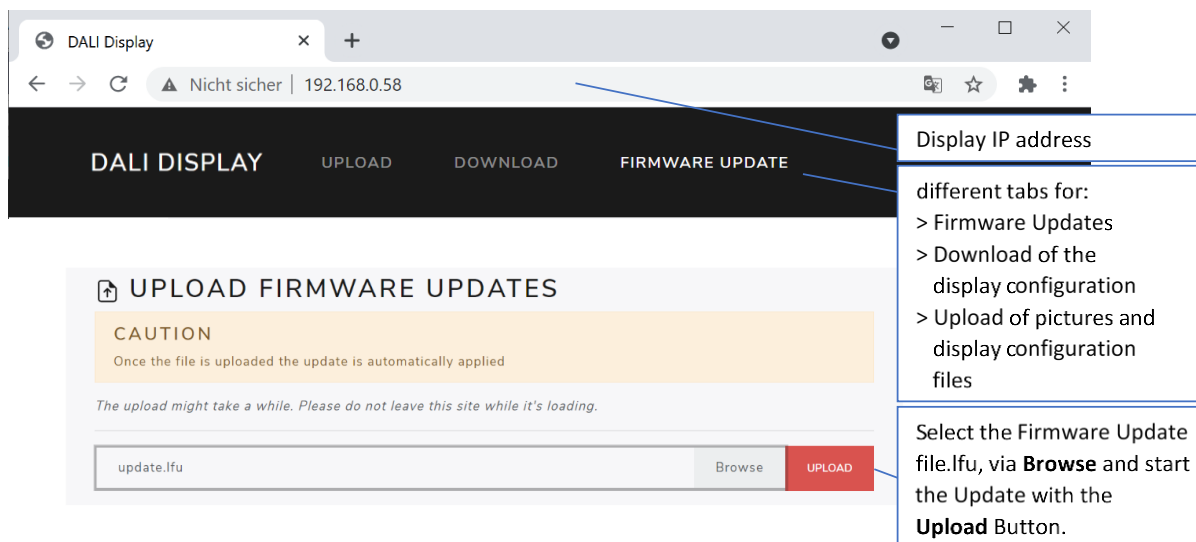 DALI Display
Nicht sicher | 192.168.0.58
DALI DISPLAY UPLOAD DOWNLOAD FIRMWARE UPDATE
Display IP address
different tabs for:
> Firmware Updates
> Download of the
display configuration
> Upload of pictures and
display configuration
files
UPLOAD FIRMWARE UPDATES
CAUTION
Once the file is uploaded the update is automatically applied
The upload might take a while. Please do not leave this site while it's loading.
update.lfu Browse UPLOAD
Select the Firmware Update
file.lfu, via Browse and start
the Update with the
Upload Button.